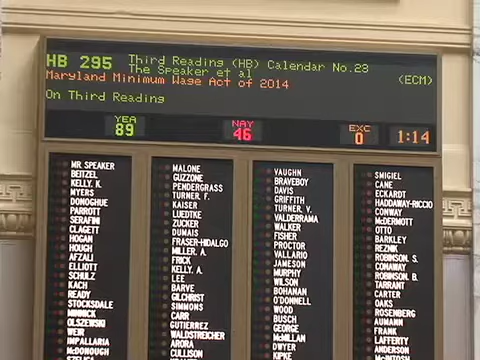 HB 295 Third Reading (HB) Calendar No.23
The Speaker et al
Maryland Minimum Wage Act of 2014
(ECM)
On Third Reading
YEA NAY EXC
89 46 0 1:14
MR. SPEAKER
BEITZEL
KELLY, K.
MYERS
DONOGHUE
PARROTT
SERAFINI
CLAGETT
HOGAN
HOUGH
AFZALI
ELLIOTT
SCHULZ
KACH
READY
STOCKSDALE
MINNICK
OLSZEWSKI
WEIR
IMPALLARIA
McDONOUGH
SZELIGA
MALONE
GUZZONE
PENDERGRASS
TURNER, F.
KAISER
LUEDTKE
ZUCKER
DUMAIS
FRASER-HIDALGO
MILLER, A.
FRICK
KELLY, A.
LEE
BARVE
GILCHRIST
SIMMONS
CARR
GUTIERREZ
WALDSTREICHER
ARORA
CULLISON
VAUGHN
BRAVEBOY
DAVIS
GRIFFITH
TURNER, V.
VALDERRAMA
WALKER
FISHER
PROCTOR
VALLARIO
JAMESON
MURPHY
WILSON
BOHANAN
O'DONNELL
WOOD
BUSCH
GEORGE
McMILLAN
DWYER
KIPKE
SMIGIEL
CANE
ECKARDT
HADDAWAY-RICCIO
CONWAY
McDERMOTT
OTTO
BARKLEY
REZNIK
ROBINSON, S.
CONAWAY
ROBINSON, B.
TARRANT
CARTER
OAKS
ROSENBERG
AUMANN
FRANK
LAFFERTY
ANDERSON
McINTOSH